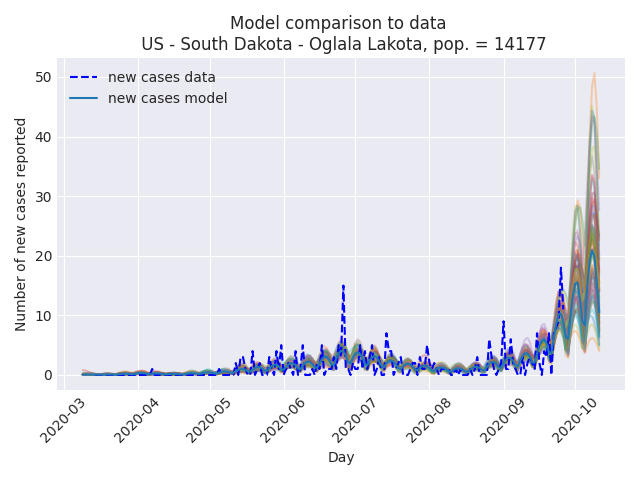 Model comparison to data
US - South Dakota - Oglala Lakota, pop. = 14177
new cases data
new cases model
Number of new cases reported
50
40
30
20
10
0
2020-03
2020-04
2020-05
2020-06
2020-07
2020-08
2020-09
2020-10
Day